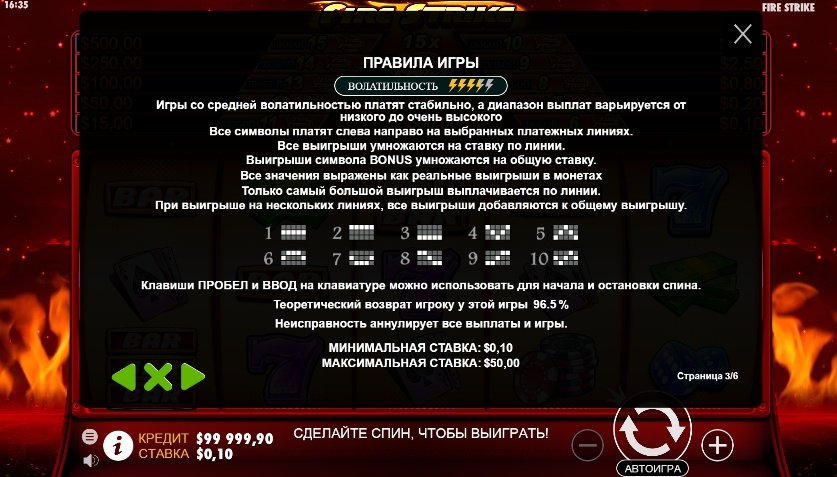 16:35
FIRE STRIKE
FIRE STRIKE
$500,00
15x
ПРАВИЛА ИГРЫ
ВОЛАТИЛЬНОСТЬ
Игры со средней волатильностью платят стабильно, а диапазон выплат варьируется от
низкого до очень высокого
Все символы платят слева направо на выбранных платежных линиях.
Все выигрыши умножаются на ставку по линии.
Выигрыши символа BONUS умножаются на общую ставку.
Все значения выражены как реальные выигрыши в монетах
Только самый большой выигрыш выплачивается по линии.
При выигрыше на нескольких линиях, все выигрыши добавляются к общему выигрышу.
1 2 3 4 5
6 7 8 9 10
Клавиши ПРОБЕЛ и ВВОД на клавиатуре можно использовать для начала и остановки спина.
Теоретический возврат игроку у этой игры 96.5%
Неисправность аннулирует все выплаты и игры.
МИНИМАЛЬНАЯ СТАВКА: $0,10
МАКСИМАЛЬНАЯ СТАВКА: $50,00
Страница 3/6
КРЕДИТ $99 999,90
СТАВКА $0,10
СДЕЛАЙТЕ СПИН, ЧТОБЫ ВЫИГРАТЬ!
АВТОИГРА